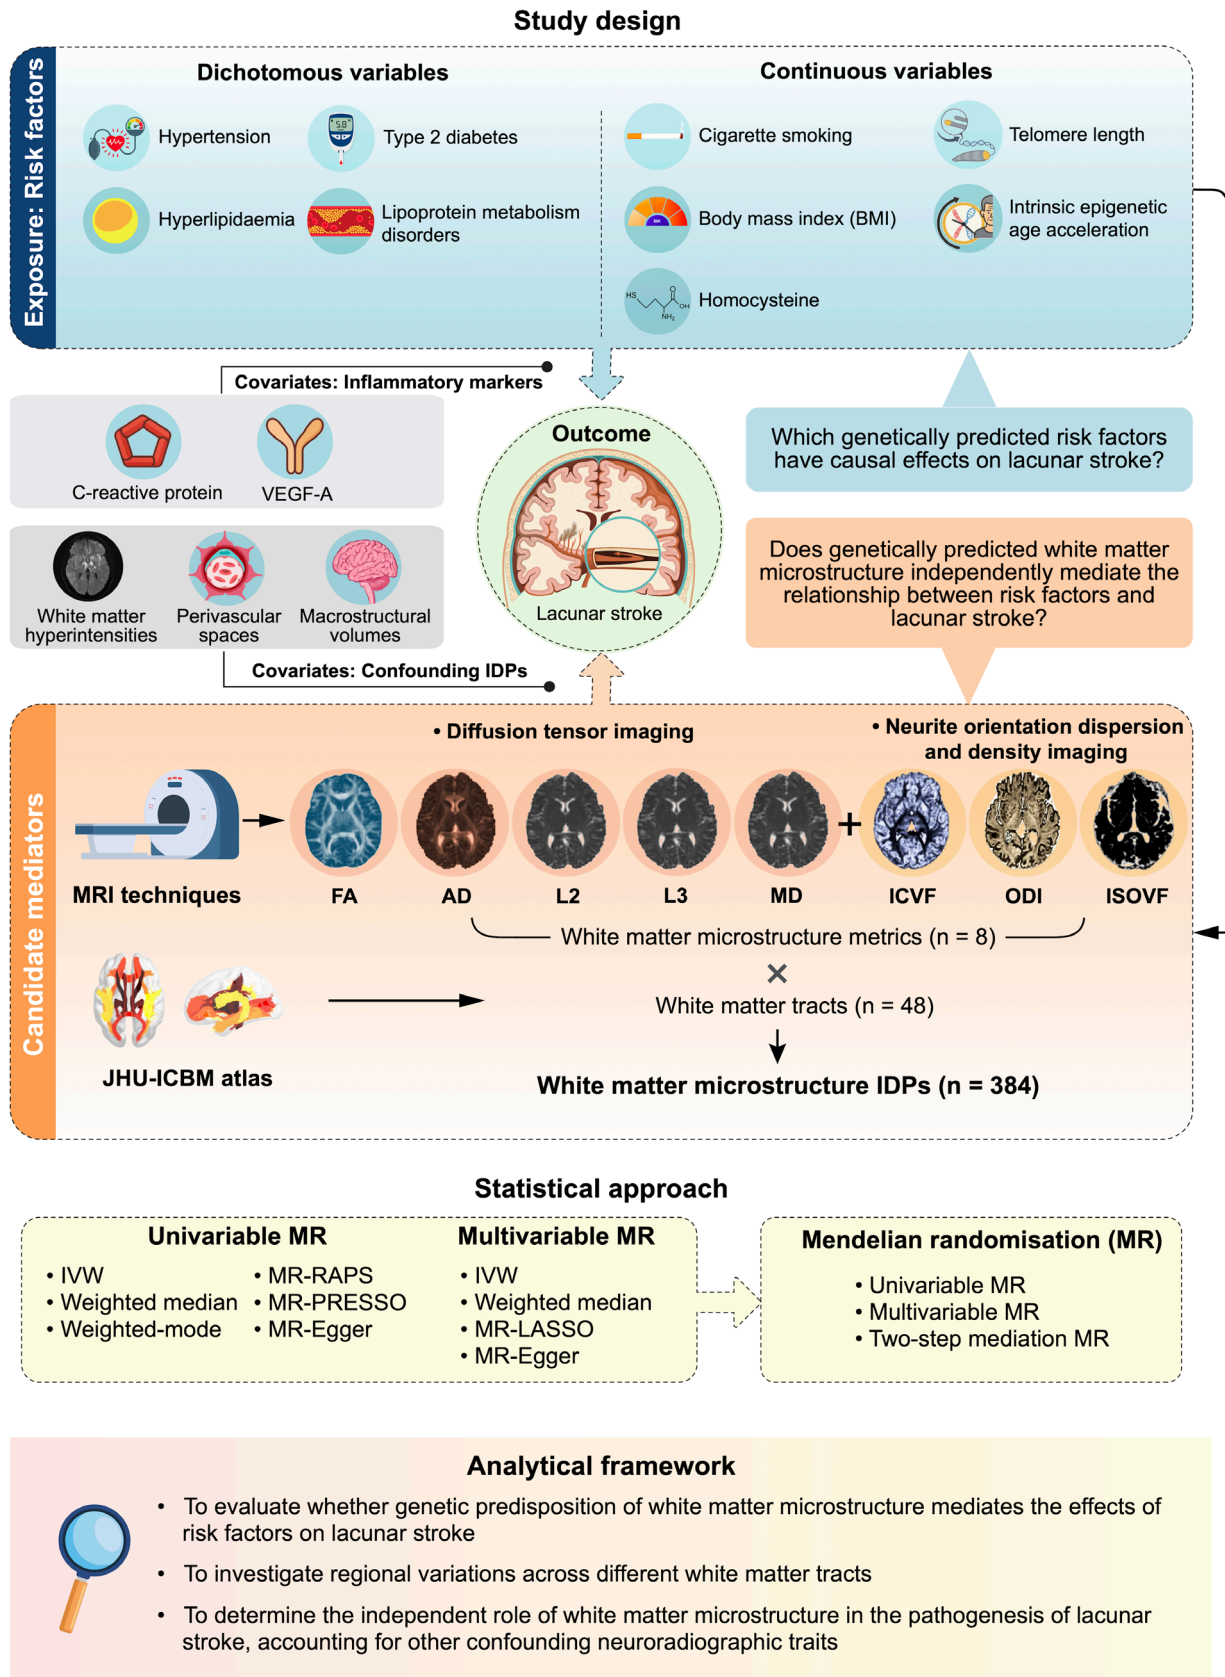 Study design
Exposure: Risk factors
Dichotomous variables
Hypertension
Type 2 diabetes
5.8
Hyperlipidaemia
Lipoprotein metabolism
disorders
Continuous variables
Cigarette smoking
Telomere length
BMI
Body mass index (BMI)
Intrinsic epigenetic
age acceleration
HS
O
OH
NH₂
Homocysteine
Covariates: Inflammatory markers
C-reactive protein
VEGF-A
White matter
hyperintensities
Perivascular
spaces
Macrostructural
volumes
Covariates: Confounding IDPs
Outcome
Lacunar stroke
Which genetically predicted risk factors
have causal effects on lacunar stroke?
Does genetically predicted white matter
microstructure independently mediate the
relationship between risk factors and
lacunar stroke?
Candidate mediators
• Diffusion tensor imaging
• Neurite orientation dispersion
and density imaging
MRI techniques
FA
AD
L2
L3
MD
+
ICVF
ODI
ISOVF
White matter microstructure metrics (n = 8)
×
White matter tracts (n = 48)
JHU-ICBM atlas
White matter microstructure IDPs (n = 384)
Statistical approach
Univariable MR
• IVW
• Weighted median
• Weighted-mode
• MR-RAPS
• MR-PRESSO
• MR-Egger
Multivariable MR
• IVW
• Weighted median
• MR-LASSO
• MR-Egger
Mendelian randomisation (MR)
• Univariable MR
• Multivariable MR
• Two-step mediation MR
Analytical framework
• To evaluate whether genetic predisposition of white matter microstructure mediates the effects of
risk factors on lacunar stroke
• To investigate regional variations across different white matter tracts
• To determine the independent role of white matter microstructure in the pathogenesis of lacunar
stroke, accounting for other confounding neuroradiographic traits